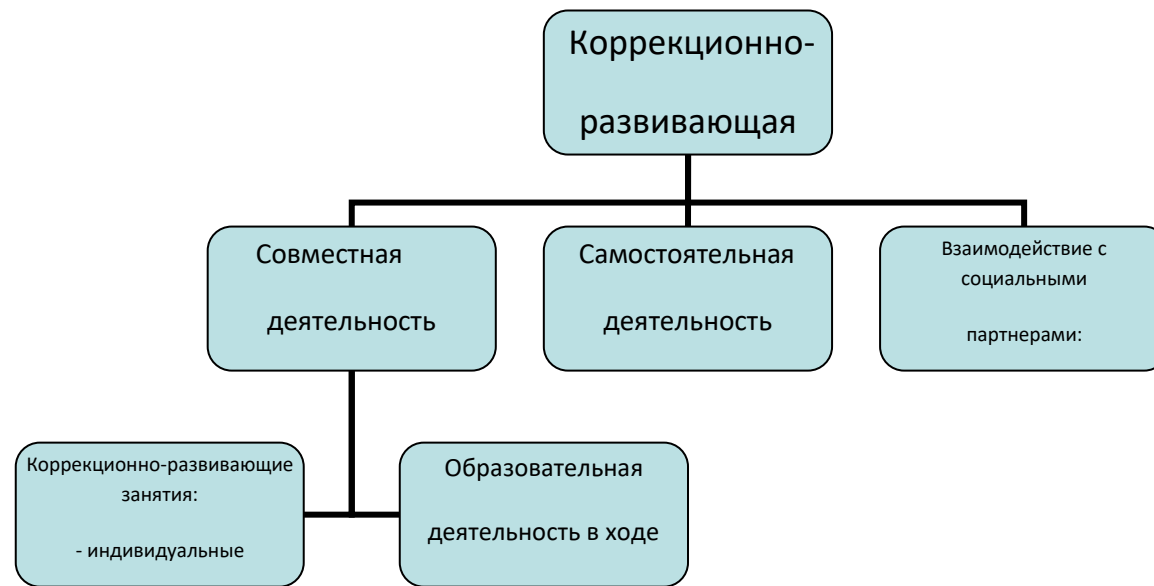 Коррекционно-
развивающая
Совместная
деятельность
Самостоятельная
деятельность
Взаимодействие с
социальными
партнерами:
Коррекционно-развивающие
занятия:
- индивидуальные
Образовательная
деятельность в ходе